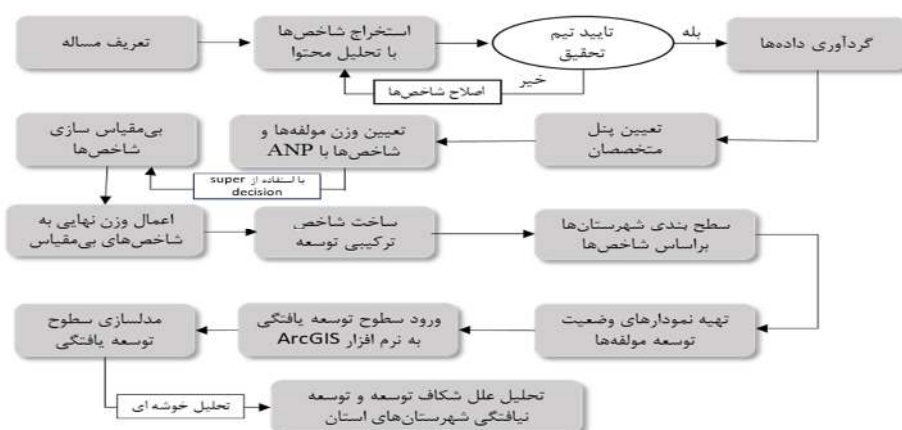 تعریف مساله
استخراج شاخص‌ها
با تحلیل محتوا
تایید تیم
تحقیق
بله
گردآوری داده‌ها
خیر
اصلاح شاخص‌ها
تعیین پنل
متخصصان
تعیین وزن مولفه‌ها و
شاخص‌ها با ANP
با استفاده از super
decision
بی‌مقیاس سازی
شاخص‌ها
اعمال وزن نهایی به
شاخص‌های بی‌مقیاس
ساخت شاخص
ترکیبی توسعه
سطح بندی شهرستان‌ها
براساس شاخص‌ها
تهیه نمودارهای وضعیت
توسعه مولفه‌ها
ورود سطوح توسعه یافتگی
به نرم افزار ArcGIS
مدلسازی سطوح
توسعه یافتگی
تحلیل خوشه ای
تحلیل علل شکاف توسعه و توسعه
نیافتگی شهرستان‌های استان